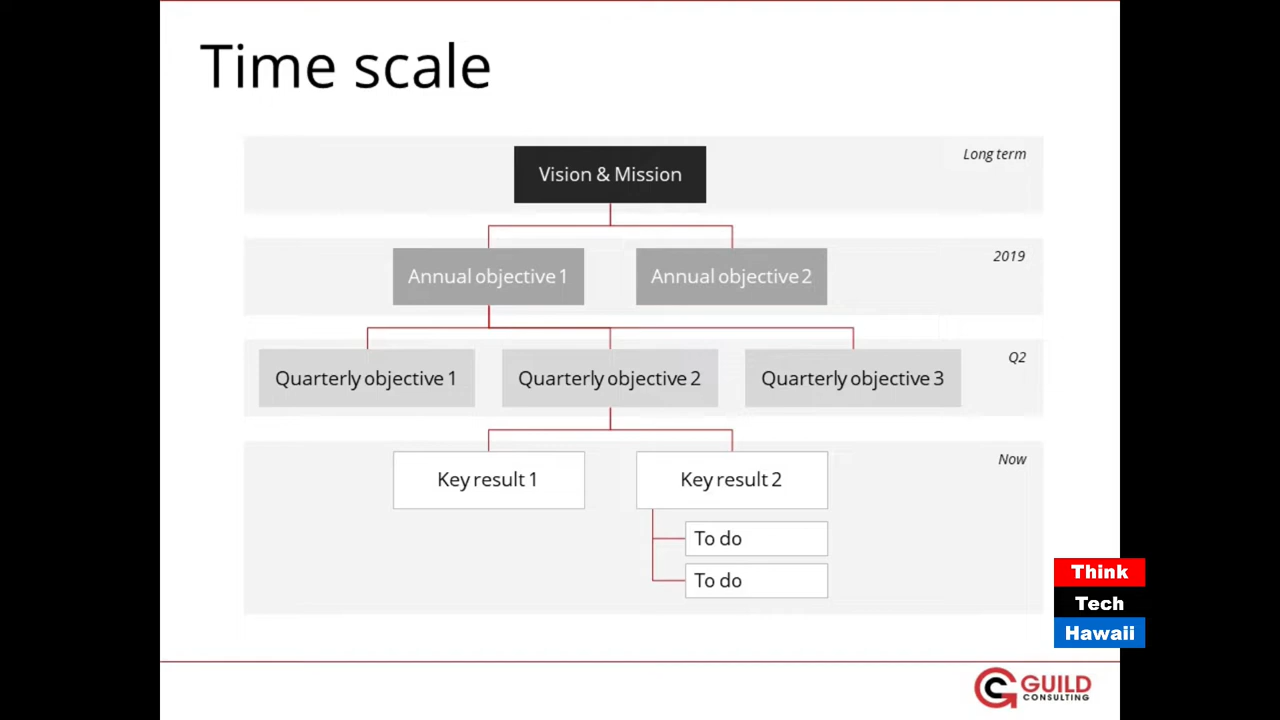 Time scale
Long term
Vision & Mission
2019
Annual objective 1
Annual objective 2
Q2
Quarterly objective 1
Quarterly objective 2
Quarterly objective 3
Now
Key result 1
Key result 2
To do
To do
Think
Tech
Hawaii
GUILD
CONSULTING